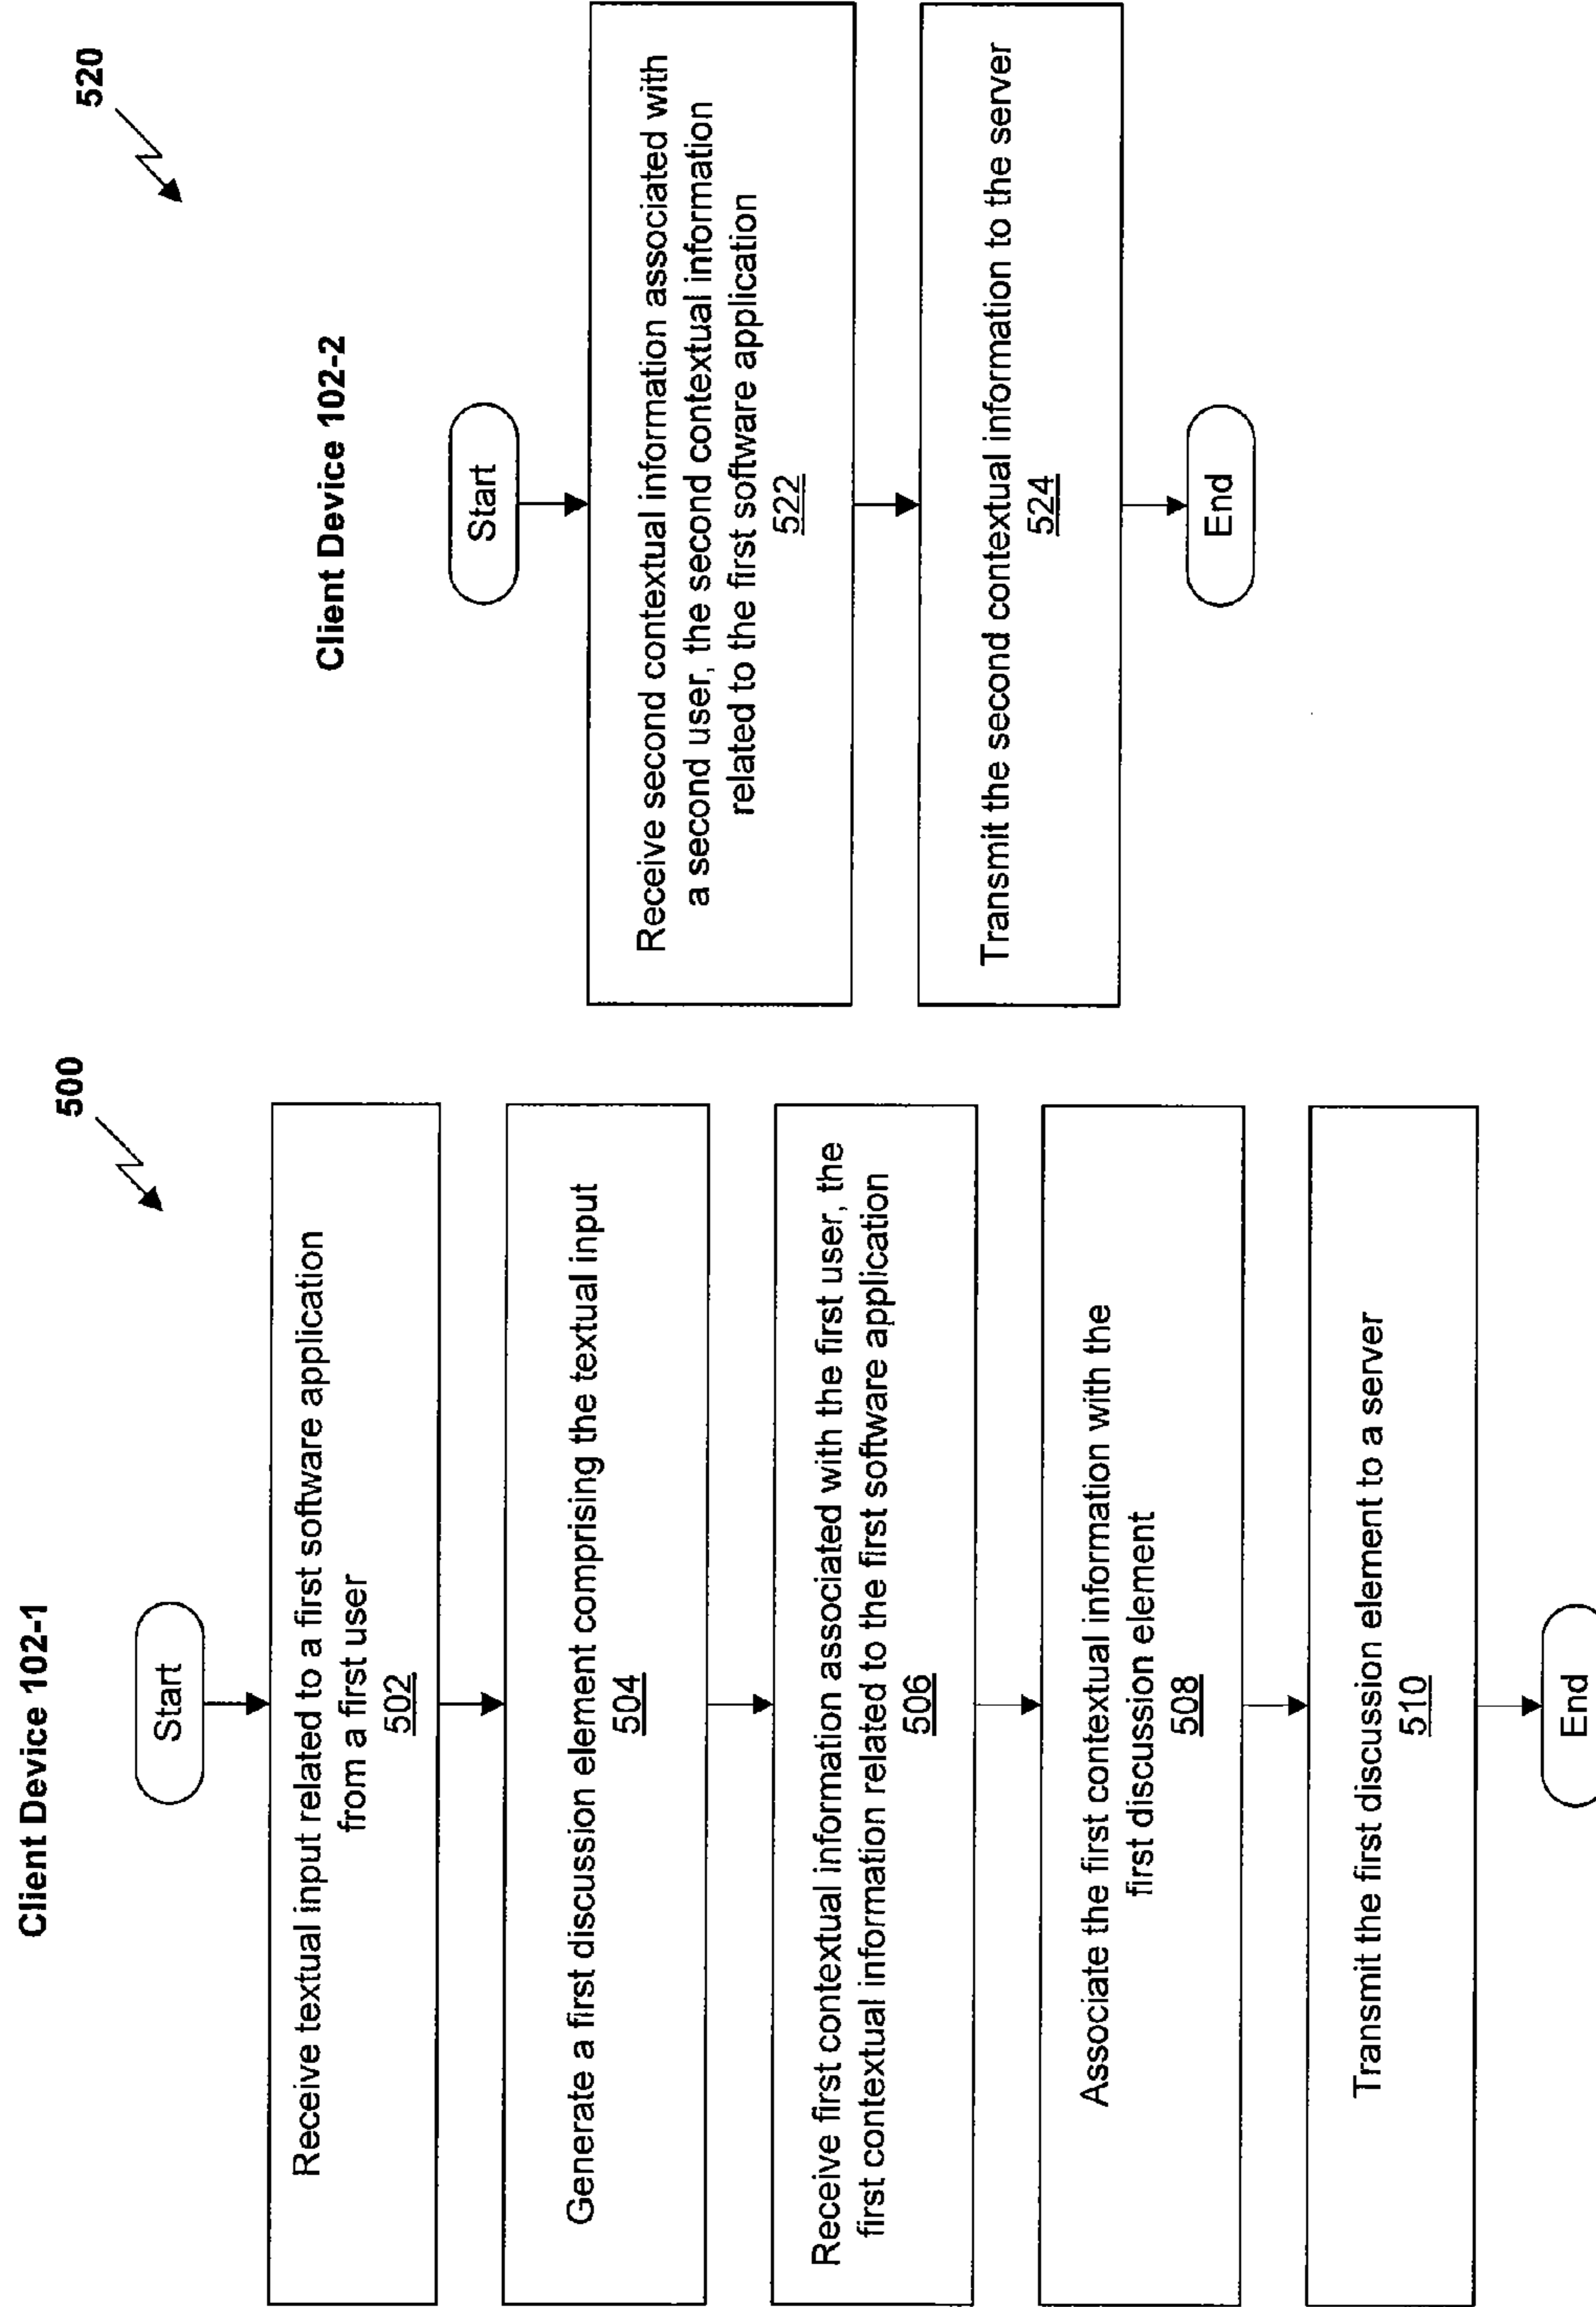 Client Device 102-1
500
Start
Receive textual input related to a first software application
from a first user
502
Generate a first discussion element comprising the textual input
504
Receive first contextual information associated with the first user, the
first contextual information related to the first software application
506
Associate the first contextual information with the
first discussion element
508
Transmit the first discussion element to a server
510
End
520
Client Device 102-2
Start
Receive second contextual information associated with
a second user, the second contextual information
related to the first software application
522
Transmit the second contextual information to the server
524
End